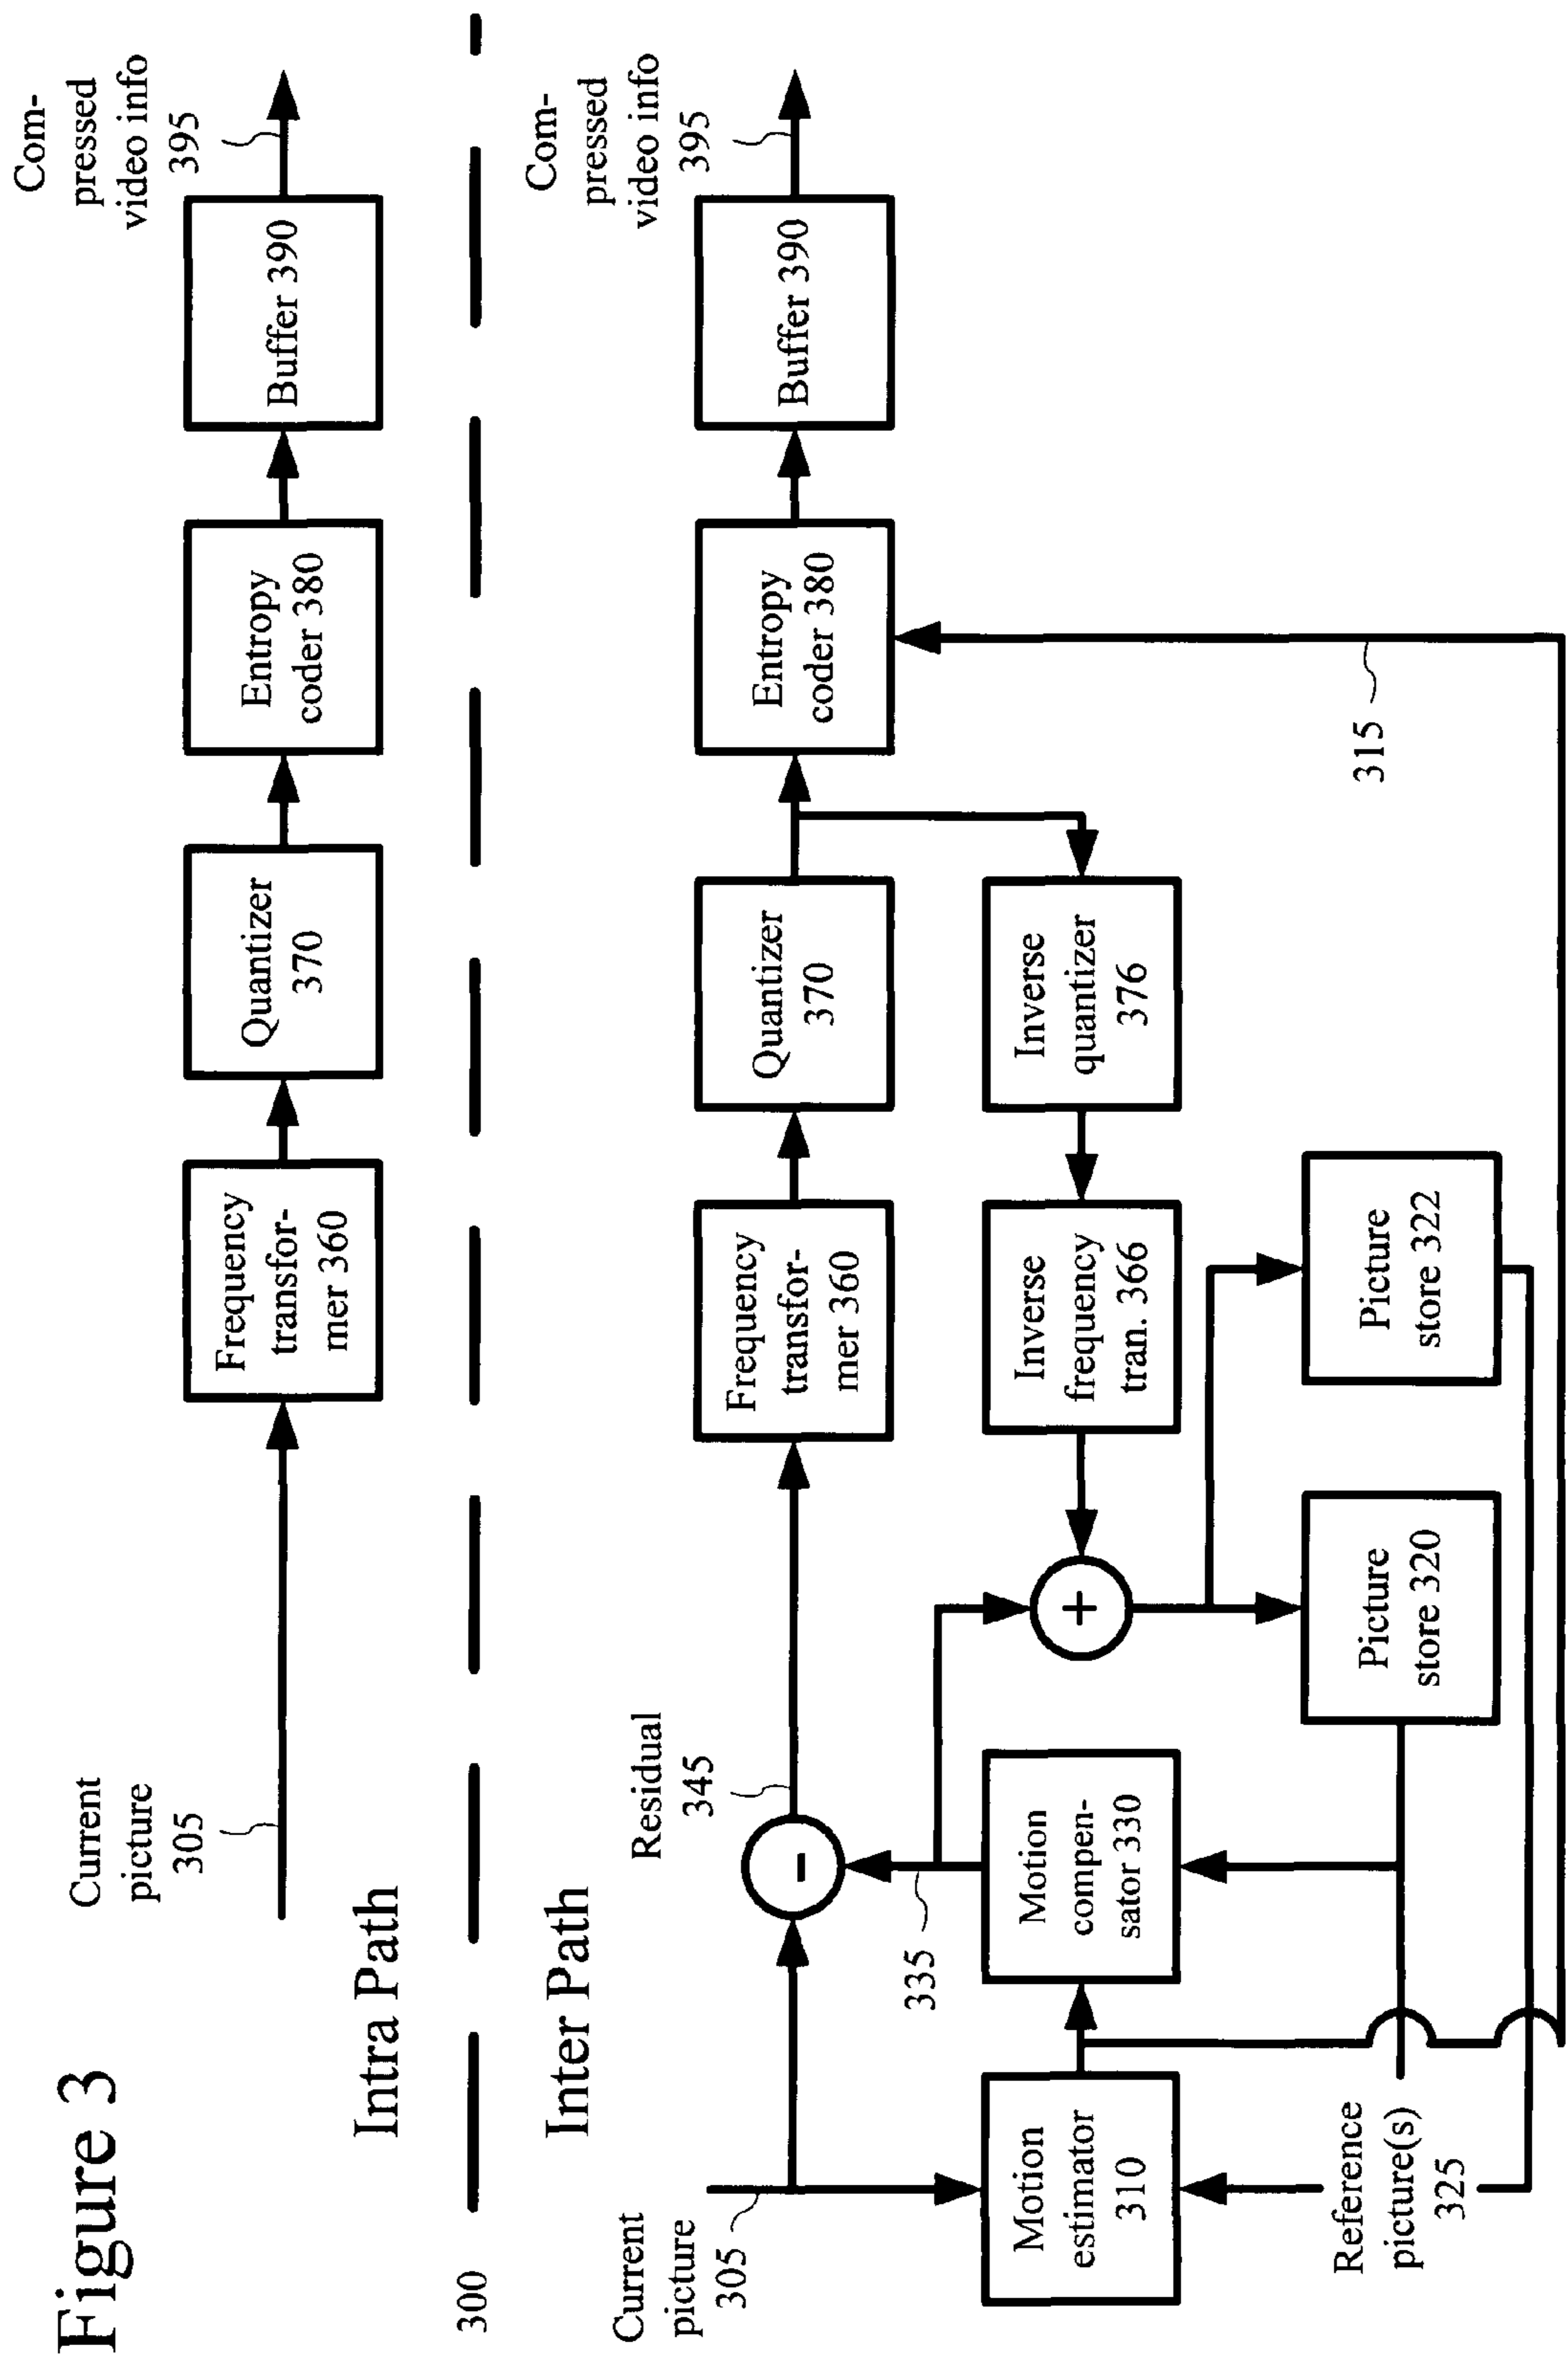 Figure 3
Current
picture
305
Frequency
transfor-
mer 360
Quantizer
370
Entropy
coder 380
Buffer 390
Com-
pressed
video info
395
Intra Path
300
Inter Path
Current
picture
305
Residual
345
Frequency
transfor-
mer 360
Quantizer
370
Entropy
coder 380
Buffer 390
Com-
pressed
video info
395
335
-
Motion
estimator
310
Motion
compen-
sator 330
+
Inverse
frequency
tran. 366
Inverse
quantizer
376
Reference
picture(s)
325
Picture
store 320
Picture
store 322
315